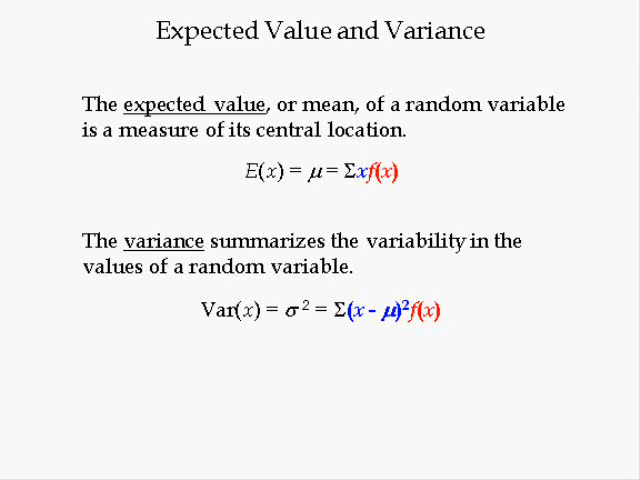 Expected Value and Variance
The expected value, or mean, of a random variable
is a measure of its central location.
E(x) = μ = Σxf(x)
The variance summarizes the variability in the
values of a random variable.
Var(x) = σ² = Σ(x - μ)²f(x)